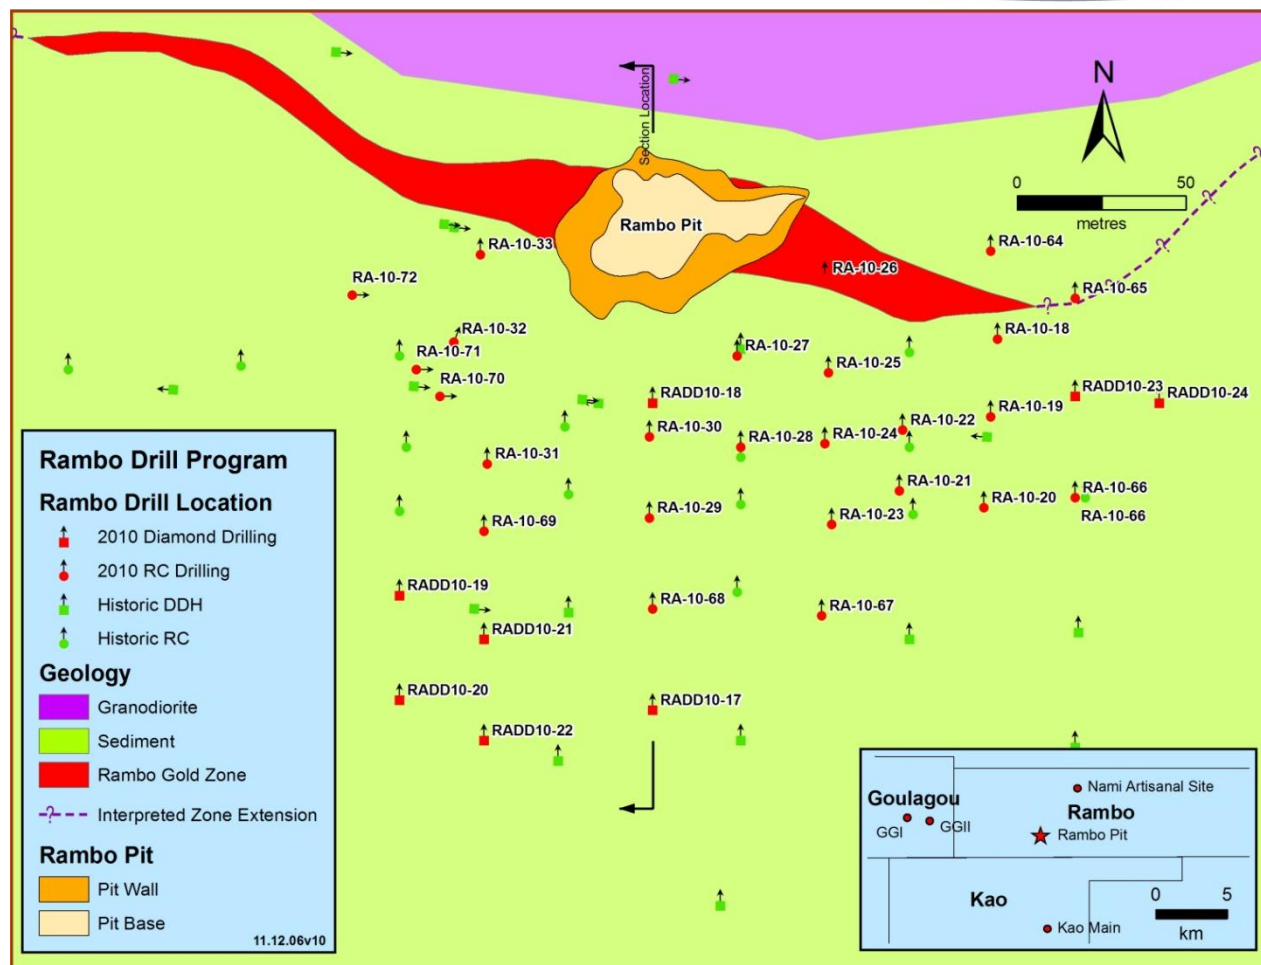 N
Section Location
0 50
metres
Rambo Pit
RA-10-33
RA-10-64
RA-10-26
RA-10-72
RA-10-65
RA-10-32
RA-10-18
RA-10-27
RA-10-71
RA-10-25
RA-10-70
RADD10-18
RADD10-23
RADD10-24
RA-10-19
RA-10-22
RA-10-30
RA-10-28
RA-10-24
RA-10-31
RA-10-21
RA-10-66
RA-10-20
RA-10-29
RA-10-23
RA-10-66
RA-10-69
RADD10-19
RA-10-68
RA-10-67
RADD10-21
RADD10-20
RADD10-17
RADD10-22
?
?
?
?
?
Rambo Drill Program
Rambo Drill Location
2010 Diamond Drilling
2010 RC Drilling
Historic DDH
Historic RC
Geology
Granodiorite
Sediment
Rambo Gold Zone
? Interpreted Zone Extension
Rambo Pit
Pit Wall
Pit Base
11.12.06v10
Nami Artisanal Site
Goulagou
Rambo
GGI
GGII
Rambo Pit
Kao
0 5
km
Kao Main